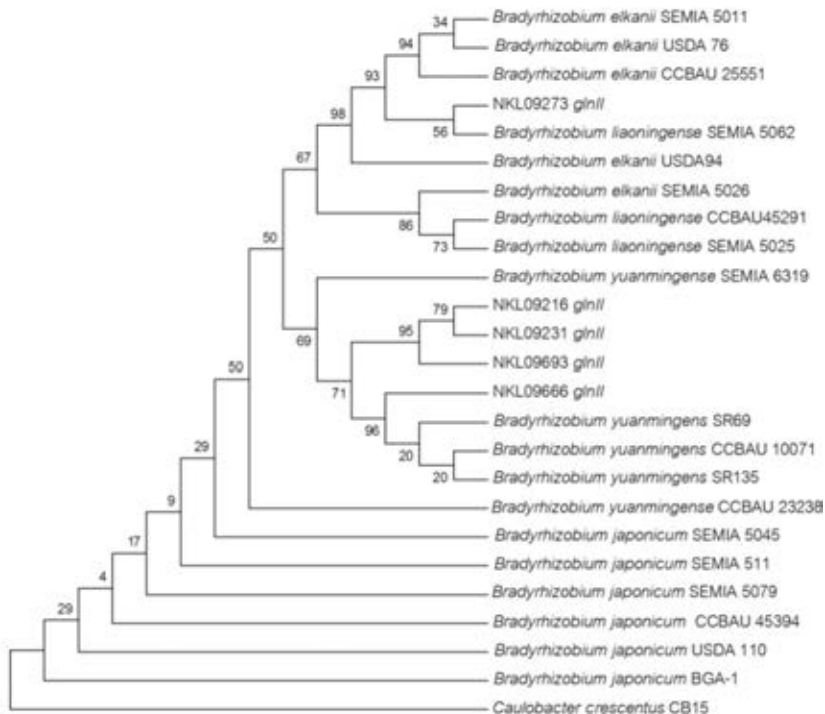 Bradyrhizobium elkanii SEMIA 5011
34
Bradyrhizobium elkanii USDA 76
94
Bradyrhizobium elkanii CCBAU 25551
93
NKL09273 glnII
98
56
Bradyrhizobium liaoningense SEMIA 5062
67
Bradyrhizobium elkanii USDA94
Bradyrhizobium elkanii SEMIA 5026
86
Bradyrhizobium liaoningense CCBAU45291
50
73
Bradyrhizobium liaoningense SEMIA 5025
Bradyrhizobium yuanmingense SEMIA 6319
79
NKL09216 glnII
69
95
NKL09231 glnII
NKL09693 glnII
50
71
NKL09666 glnII
96
Bradyrhizobium yuanmingens SR69
29
20
Bradyrhizobium yuanmingens CCBAU 10071
20
Bradyrhizobium yuanmingens SR135
9
Bradyrhizobium yuanmingense CCBAU 23238
Bradyrhizobium japonicum SEMIA 5045
17
Bradyrhizobium japonicum SEMIA 511
4
Bradyrhizobium japonicum SEMIA 5079
29
Bradyrhizobium japonicum CCBAU 45394
Bradyrhizobium japonicum USDA 110
Bradyrhizobium japonicum BGA-1
Caulobacter crescentus CB15